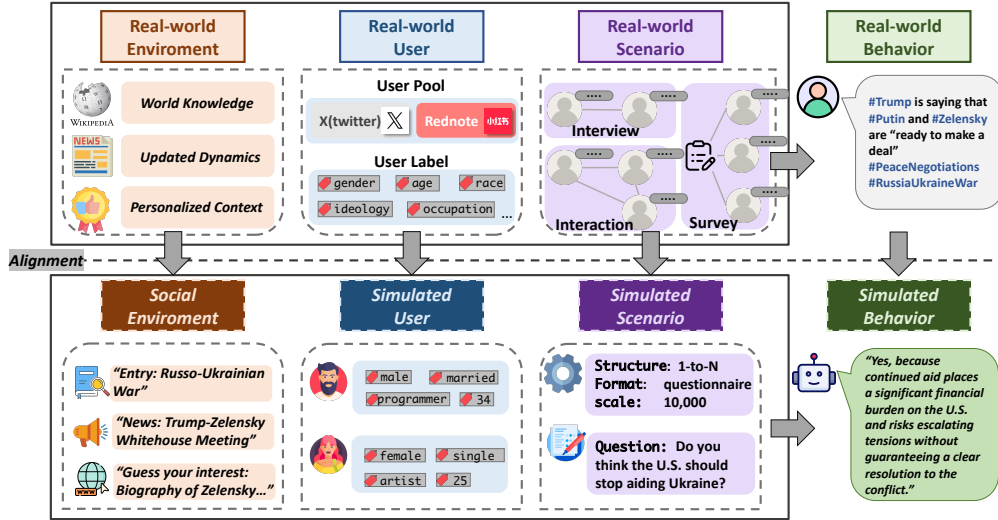 Real-world
Enviroment
Real-world
User
Real-world
Scenario
Real-world
Behavior
WIKIPEDIA
World Knowledge
NEWS
Updated Dynamics
Personalized Context
User Pool
X(twitter)
Rednote
小红书
User Label
gender
age
race
ideology
occupation
...
Interview
Interaction
Survey
#Trump is saying that
#Putin and #Zelensky
are “ready to make a
deal”
#PeaceNegotiations
#RussiaUkraineWar
Alignment
Social
Enviroment
Simulated
User
Simulated
Scenario
Simulated
Behavior
“Entry: Russo-Ukrainian
War”
“News: Trump-Zelensky
Whitehouse Meeting”
WWW
“Guess your interest:
Biography of Zelensky…”
male
married
programmer
34
female
single
artist
25
Structure: 1-to-N
Format: questionnaire
scale: 10,000
Question: Do you
think the U.S. should
stop aiding Ukraine?
“Yes, because
continued aid places
a significant financial
burden on the U.S.
and risks escalating
tensions without
guaranteeing a clear
resolution to the
conflict.”